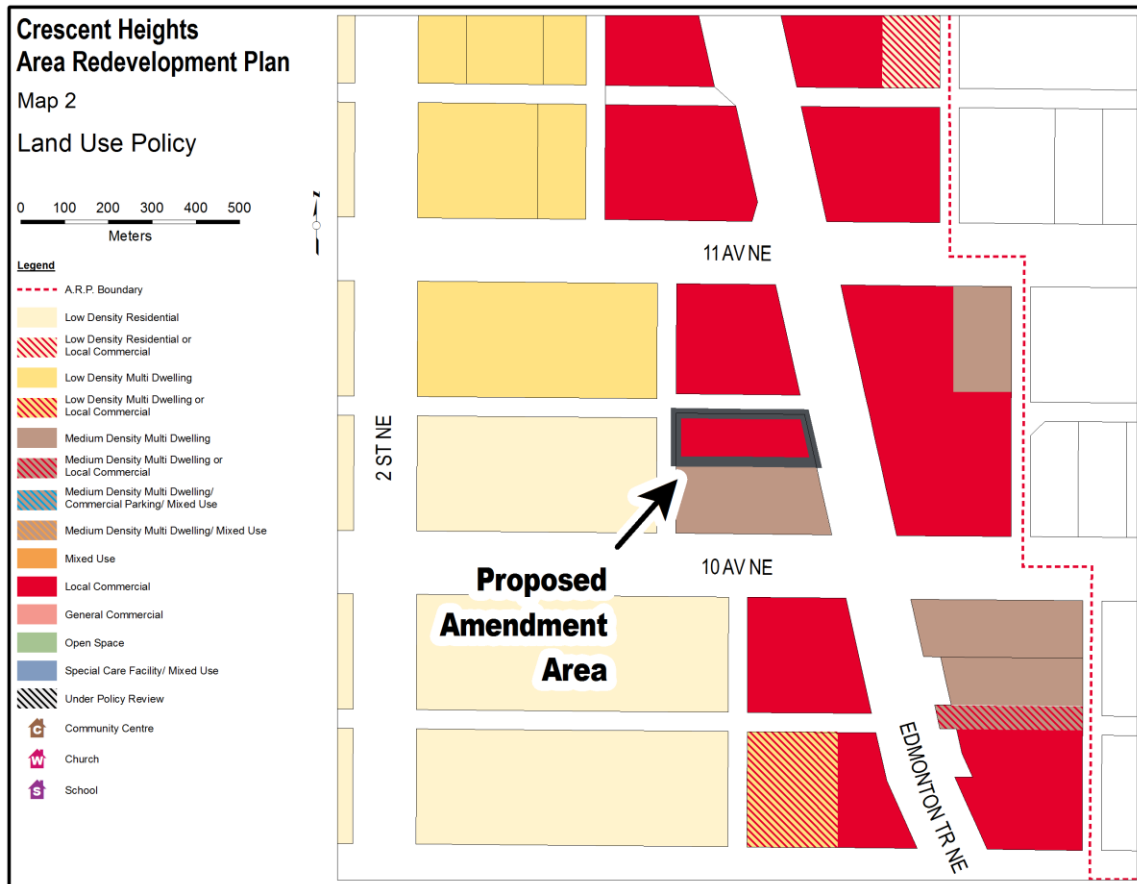 Crescent Heights
Area Redevelopment Plan
Map 2
Land Use Policy
0 100 200 300 400 500
Meters
Legend
A.R.P. Boundary
Low Density Residential
Low Density Residential or
Local Commercial
Low Density Multi Dwelling
Low Density Multi Dwelling or
Local Commercial
Medium Density Multi Dwelling
Medium Density Multi Dwelling or
Local Commercial
Medium Density Multi Dwelling/
Commercial Parking/ Mixed Use
Medium Density Multi Dwelling/ Mixed Use
Mixed Use
Local Commercial
General Commercial
Open Space
Special Care Facility/ Mixed Use
Under Policy Review
C Community Centre
W Church
S School
11 AV NE
2 ST NE
10 AV NE
Proposed
Amendment
Area
EDMONTON TR NE